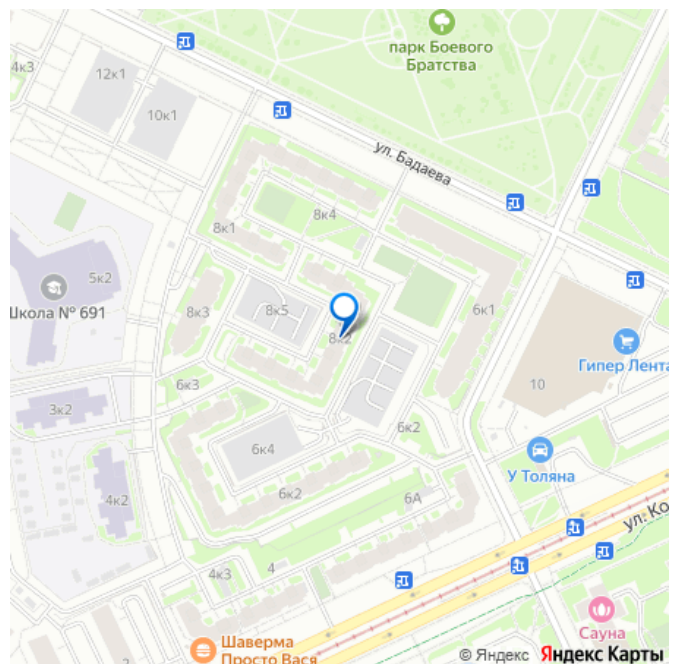 парк Боевого
Братства
4к3
12к1
10к1
ул. Бадаева
8к4
8к1
5к2
Школа № 691
8к3
8к5
8к2
6к1
Гипер Лента
10
6к3
3к2
6к2
6к4
У Толяна
6к2
6А
4к2
ул. Ко
4
4к3
Сауна
Шаверма
Просто Вася
© Яндекс Яндекс Карты